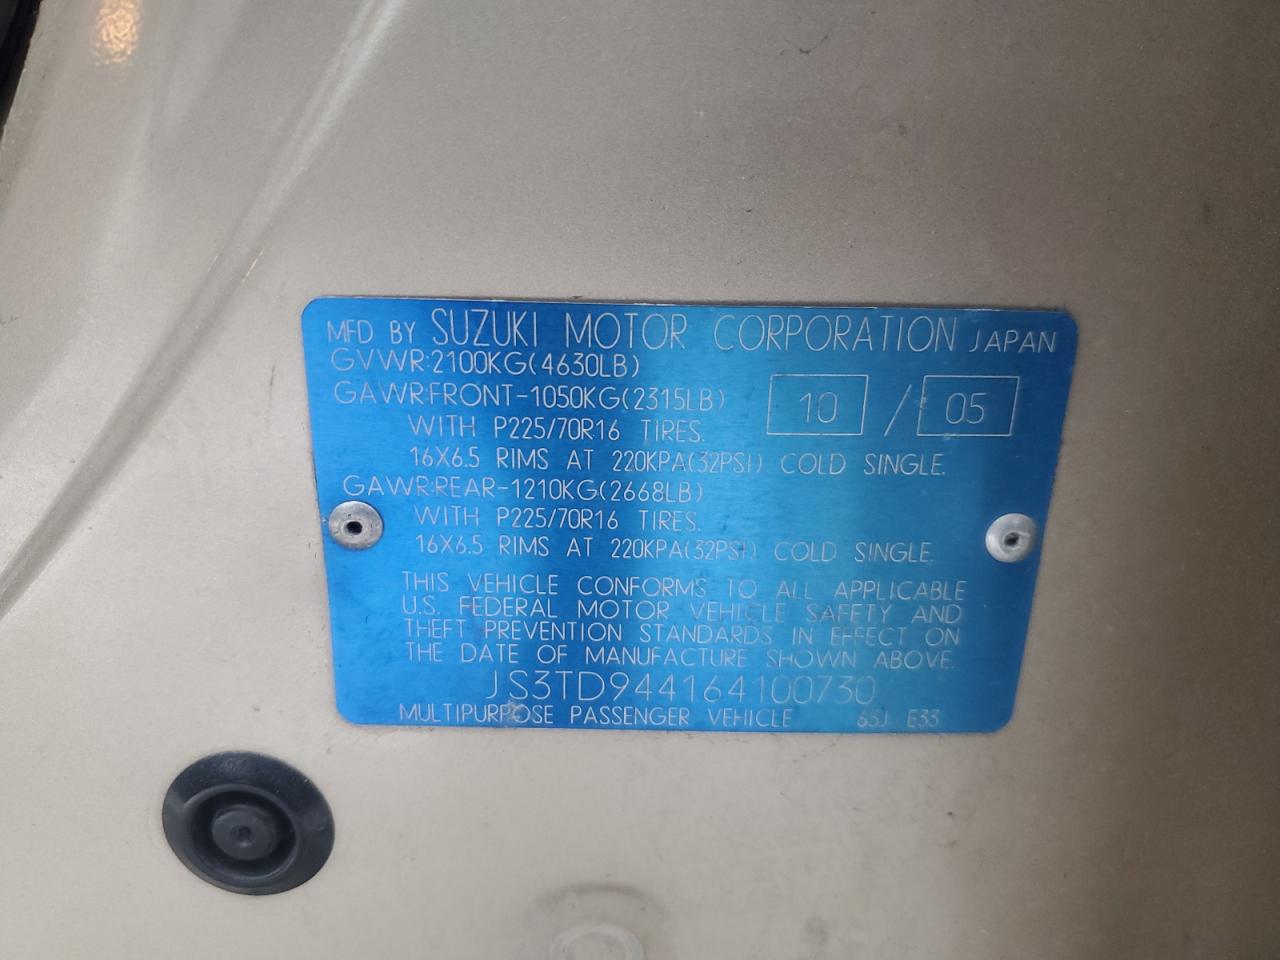 MFD BY SUZUKI MOTOR CORPORATION JAPAN
GVWR:2100KG(4630LB)
GAWR:FRONT-1050KG(2315LB) 10 / 05
WITH P225/70R16 TIRES.
16X6.5 RIMS AT 220KPA(32PSI) COLD SINGLE.
GAWR:REAR-1210KG(2668LB)
WITH P225/70R16 TIRES.
16X6.5 RIMS AT 220KPA(32PSI) COLD SINGLE.
THIS VEHICLE CONFORMS TO ALL APPLICABLE
U.S. FEDERAL MOTOR VEHICLE SAFETY AND
THEFT PREVENTION STANDARDS IN EFFECT ON
THE DATE OF MANUFACTURE SHOWN ABOVE.
JS3TD944164100730
MULTIPURPOSE PASSENGER VEHICLE 65J E33